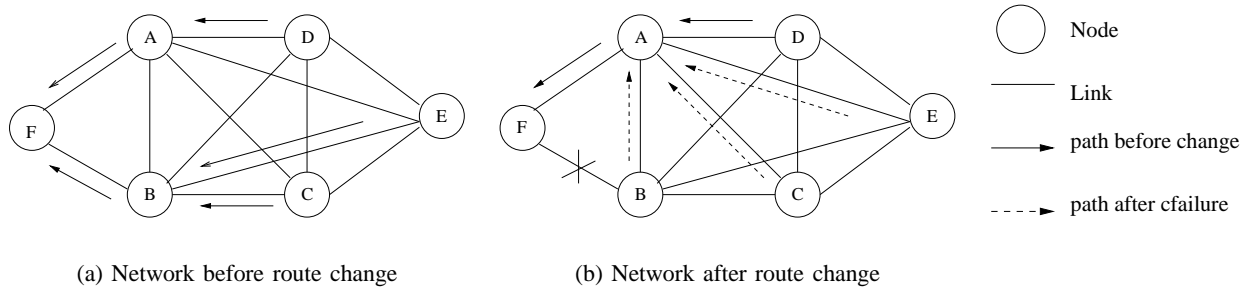 A
D
F
E
B
C
(a) Network before route change
A
D
F
E
B
C
(b) Network after route change
Node
Link
path before change
path after cfailure